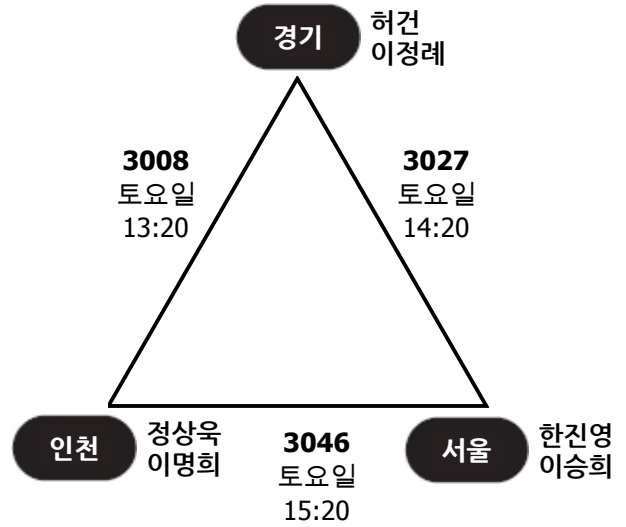 경기
허건
이정례
3008
토요일
13:20
3027
토요일
14:20
인천
정상욱
이명희
3046
토요일
15:20
서울
한진영
이승희